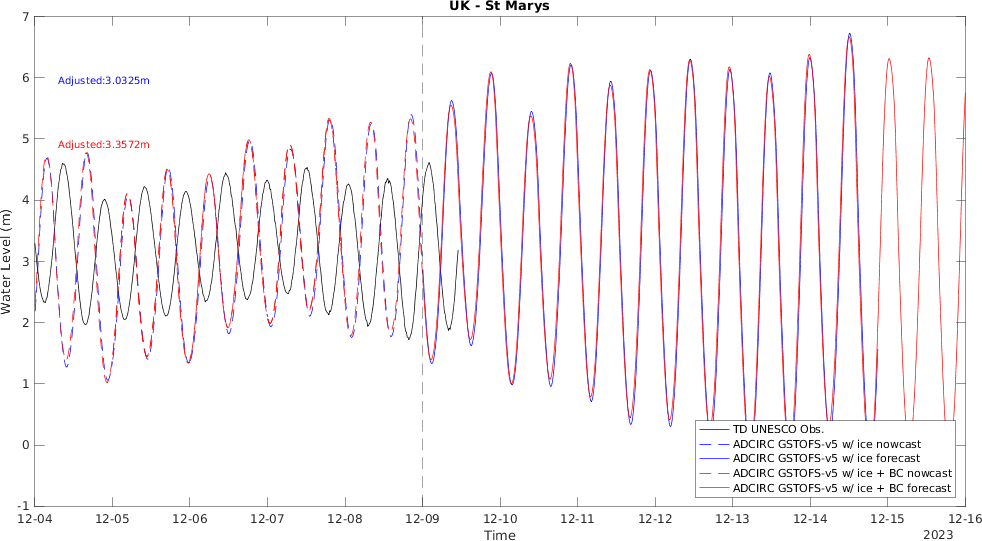 UK - St Marys
7
6
5
4
3
2
1
0
-1
Water Level (m)
Adjusted:3.0325m
Adjusted:3.3572m
TD UNESCO Obs.
ADCIRC GSTOFS-v5 w/ ice nowcast
ADCIRC GSTOFS-v5 w/ ice forecast
ADCIRC GSTOFS-v5 w/ ice + BC nowcast
ADCIRC GSTOFS-v5 w/ ice + BC forecast
12-04 12-05 12-06 12-07 12-08 12-09 12-10 12-11 12-12 12-13 12-14 12-15 12-16
Time
2023